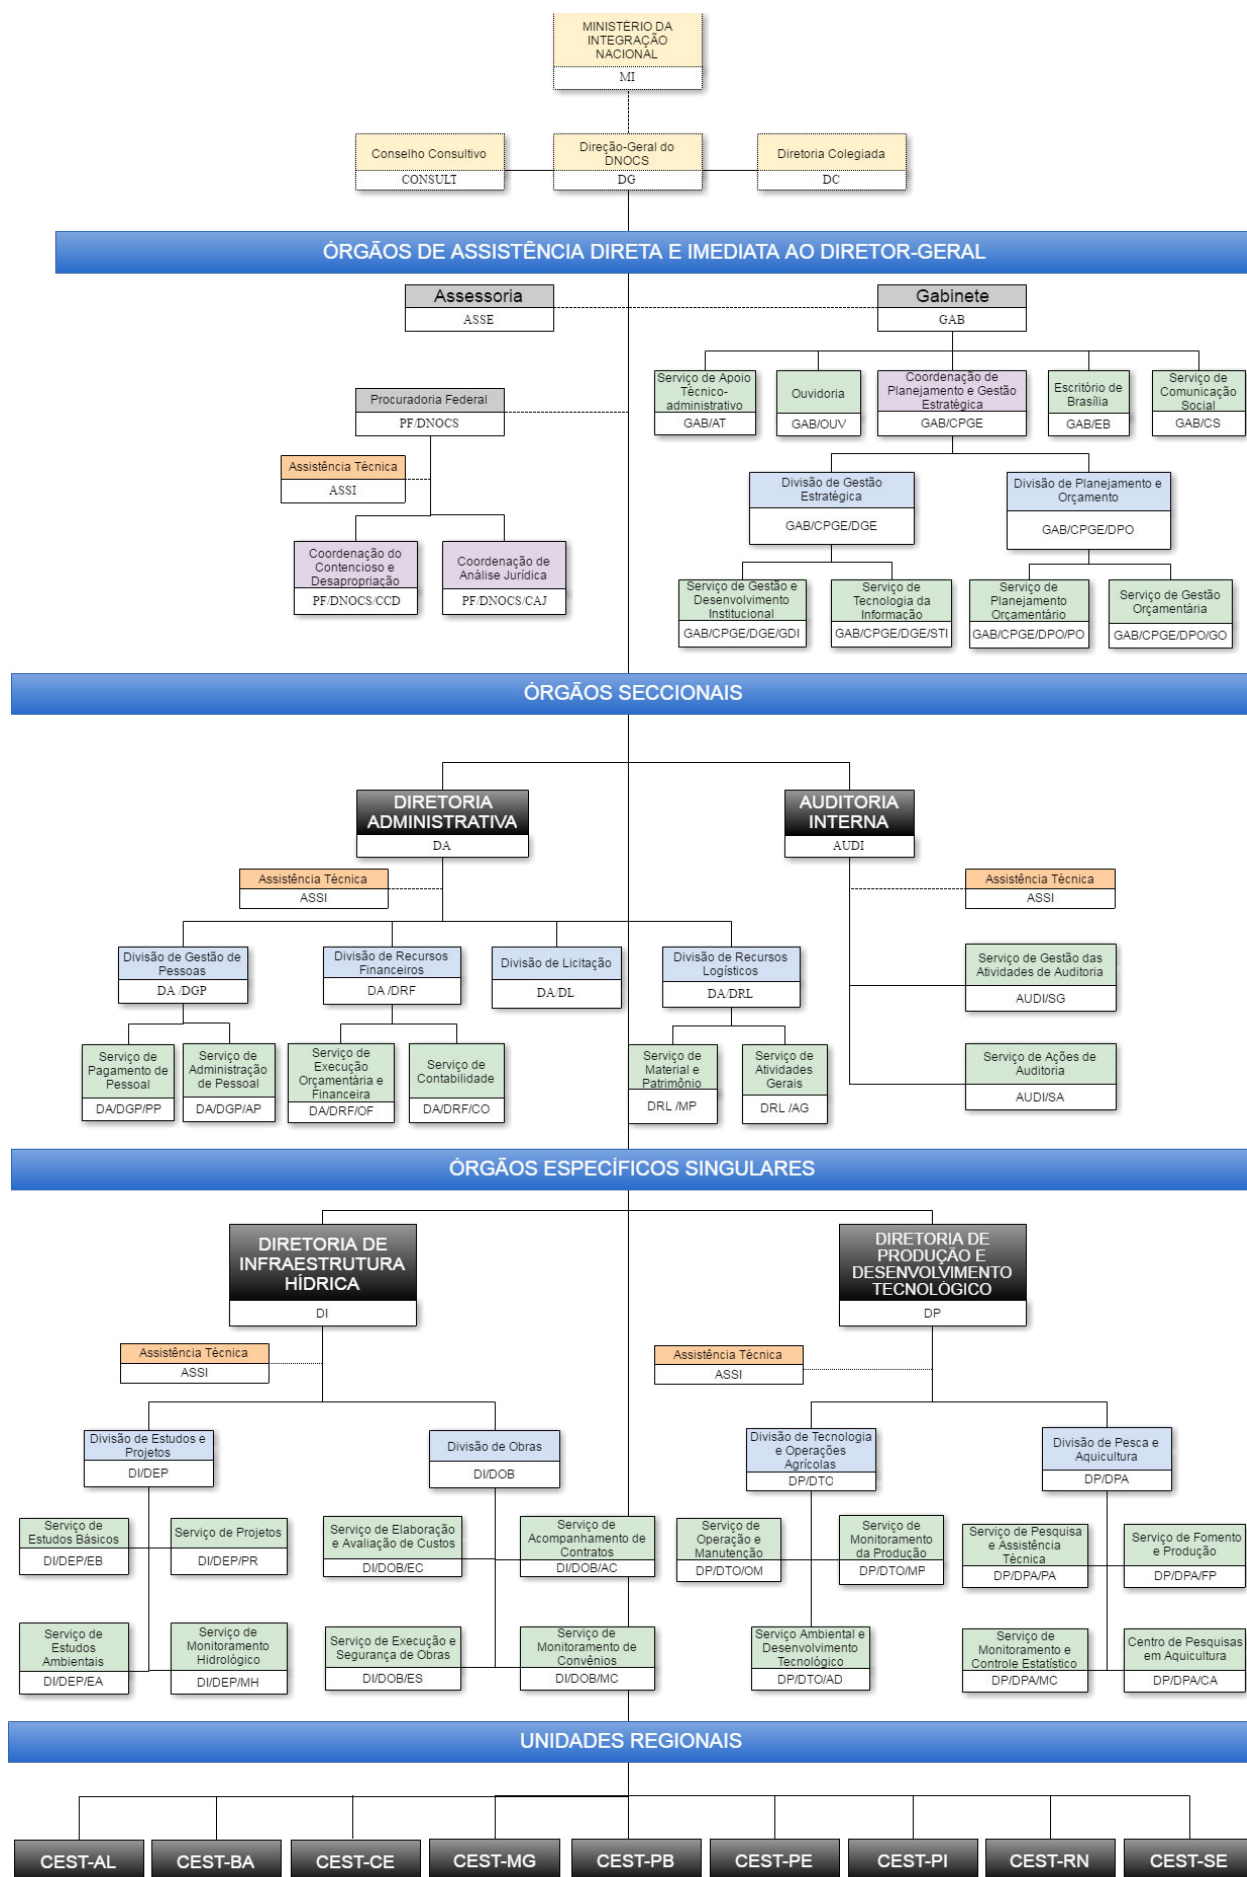 MINISTÉRIO DA
INTEGRAÇÃO
NACIONAL
MI
Conselho Consultivo
CONSULT
Direção-Geral do
DNOCS
DG
Diretoria Colegiada
DC
ÓRGÃOS DE ASSISTÊNCIA DIRETA E IMEDIATA AO DIRETOR-GERAL
Assessoria
ASSE
Gabinete
GAB
Serviço de Apoio
Técnico-
administrativo
GAB/AT
Ouvidoria
GAB/OUV
Coordenação de
Planejamento e Gestão
Estratégica
GAB/CPGE
Escritório de
Brasília
GAB/EB
Serviço de
Comunicação
Social
GAB/CS
Procuradoria Federal
PF/DNOCS
Assistência Técnica
ASSI
Coordenação do
Contencioso e
Desapropriação
PF/DNOCS/CCD
Coordenação de
Análise Jurídica
PF/DNOCS/CAJ
Divisão de Gestão
Estratégica
GAB/CPGE/DGE
Divisão de Planejamento e
Orçamento
GAB/CPGE/DPO
Serviço de Gestão e
Desenvolvimento
Institucional
GAB/CPGE/DGE/GDI
Serviço de
Tecnologia da
Informação
GAB/CPGE/DGE/STI
Serviço de
Planejamento
Orçamentário
GAB/CPGE/DPO/PO
Serviço de Gestão
Orçamentária
GAB/CPGE/DPO/GO
ÓRGÃOS SECCIONAIS
DIRETORIA
ADMINISTRATIVA
DA
AUDITORIA
INTERNA
AUDI
Assistência Técnica
ASSI
Assistência Técnica
ASSI
Divisão de Gestão de
Pessoas
DA /DGP
Divisão de Recursos
Financeiros
DA /DRF
Divisão de Licitação
DA/DL
Divisão de Recursos
Logísticos
DA/DRL
Serviço de Gestão das
Atividades de Auditoria
AUDI/SG
Serviço de
Pagamento de
Pessoal
DA/DGP/PP
Serviço de
Administração
de Pessoal
DA/DGP/AP
Serviço de
Execução
Orçamentária e
Financeira
DA/DRF/OF
Serviço de
Contabilidade
DA/DRF/CO
Serviço de
Material e
Patrimônio
DRL /MP
Serviço de
Atividades
Gerais
DRL /AG
Serviço de Ações de
Auditoria
AUDI/SA
ÓRGÃOS ESPECÍFICOS SINGULARES
DIRETORIA DE
INFRAESTRUTURA
HÍDRICA
DI
DIRETORIA DE
PRODUÇÃO E
DESENVOLVIMENTO
TECNOLÓGICO
DP
Assistência Técnica
ASSI
Assistência Técnica
ASSI
Divisão de Estudos e
Projetos
DI/DEP
Divisão de Obras
DI/DOB
Divisão de Tecnologia
e Operações
Agrícolas
DP/DTO
Divisão de Pesca e
Aquicultura
DP/DPA
Serviço de
Estudos Básicos
DI/DEP/EB
Serviço de Projetos
DI/DEP/PR
Serviço de Elaboração
e Avaliação de Custos
DI/DOB/EC
Serviço de
Acompanhamento de
Contratos
DI/DOB/AC
Serviço de
Operação e
Manutenção
DP/DTO/OM
Serviço de
Monitoramento
da Produção
DP/DTO/MP
Serviço de Pesquisa
e Assistência
Técnica
DP/DPA/PA
Serviço de Fomento
e Produção
DP/DPA/FP
Serviço de
Estudos
Ambientais
DI/DEP/EA
Serviço de
Monitoramento
Hidrológico
DI/DEP/MH
Serviço de Execução e
Segurança de Obras
DI/DOB/ES
Serviço de
Monitoramento de
Convênios
DI/DOB/MC
Serviço Ambiental e
Desenvolvimento
Tecnológico
DP/DTO/AD
Serviço de
Monitoramento e
Controle Estatístico
DP/DPA/MC
Centro de Pesquisas
em Aquicultura
DP/DPA/CA
UNIDADES REGIONAIS
CEST-AL
CEST-BA
CEST-CE
CEST-MG
CEST-PB
CEST-PE
CEST-PI
CEST-RN
CEST-SE